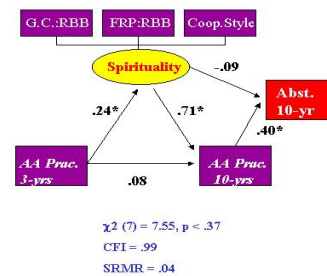 G.C.:RBB FRP:RBB Coop.Style
Spirituality
-.09
Abst.
10-yr
.24* .71*
.40*
AA Prac.
3-yrs
.08
AA Prac.
10-yrs
χ2 (7) = 7.55, p < .37
CFI = .99
SRMR = .04